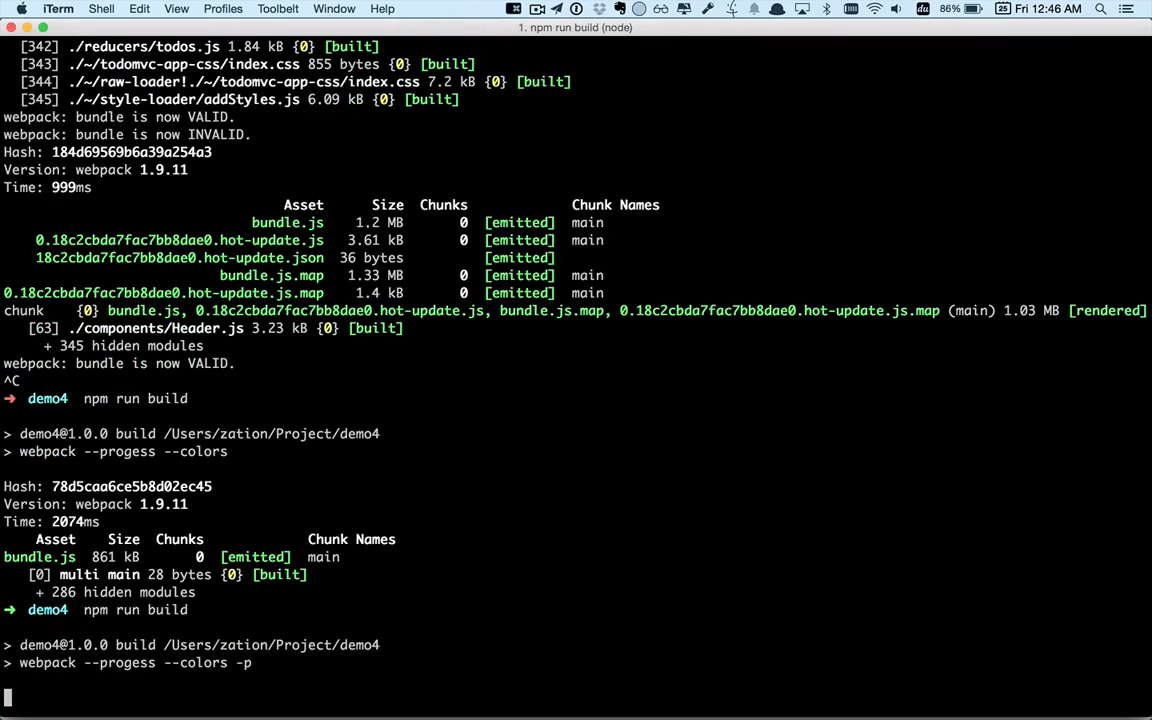 iTerm Shell Edit View Profiles Toolbelt Window Help du 86% 25 Fri 12:46 AM
1. npm run build (node)
[342] ./reducers/todos.js 1.84 kB {0} [built]
[343] ./~/todomvc-app-css/index.css 855 bytes {0} [built]
[344] ./~/raw-loader!./~/todomvc-app-css/index.css 7.2 kB {0} [built]
[345] ./~/style-loader/addStyles.js 6.09 kB {0} [built]
webpack: bundle is now VALID.
webpack: bundle is now INVALID.
Hash: 184d69569b6a39a254a3
Version: webpack 1.9.11
Time: 999ms
Asset Size Chunks Chunk Names
bundle.js 1.2 MB 0 [emitted] main
0.18c2cbda7fac7bb8dae0.hot-update.js 3.61 kB 0 [emitted] main
18c2cbda7fac7bb8dae0.hot-update.json 36 bytes [emitted]
bundle.js.map 1.33 MB 0 [emitted] main
0.18c2cbda7fac7bb8dae0.hot-update.js.map 1.4 kB 0 [emitted] main
chunk {0} bundle.js, 0.18c2cbda7fac7bb8dae0.hot-update.js, bundle.js.map, 0.18c2cbda7fac7bb8dae0.hot-update.js.map (main) 1.03 MB [rendered]
[63] ./components/Header.js 3.23 kB {0} [built]
+ 345 hidden modules
webpack: bundle is now VALID.
^C
➜ demo4 npm run build
> demo4@1.0.0 build /Users/zation/Project/demo4
> webpack --progess --colors
Hash: 78d5caa6ce5b8d02ec45
Version: webpack 1.9.11
Time: 2074ms
Asset Size Chunks Chunk Names
bundle.js 861 kB 0 [emitted] main
[0] multi main 28 bytes {0} [built]
+ 286 hidden modules
➜ demo4 npm run build
> demo4@1.0.0 build /Users/zation/Project/demo4
> webpack --progess --colors -p